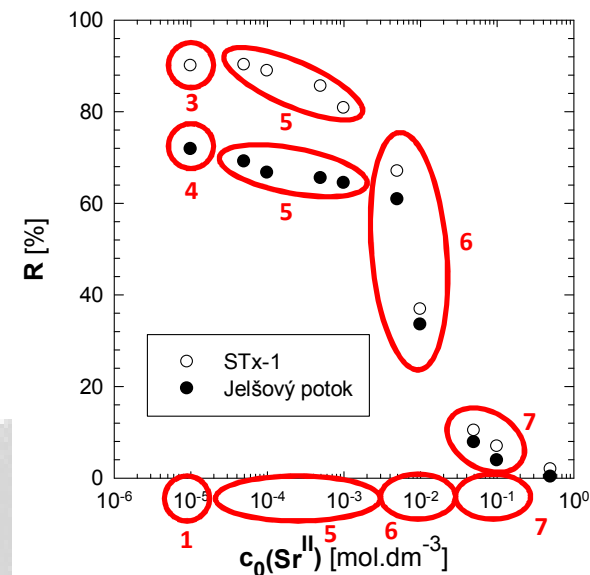 100
80
60
40
20
0
R [%]
3
5
4
5
6
STx-1
Jelšový potok
7
10⁻⁶ 10⁻⁵ 10⁻⁴ 10⁻³ 10⁻² 10⁻¹ 10⁰
1 5 6 7
c₀(Srᴵᴵ) [mol.dm⁻³]